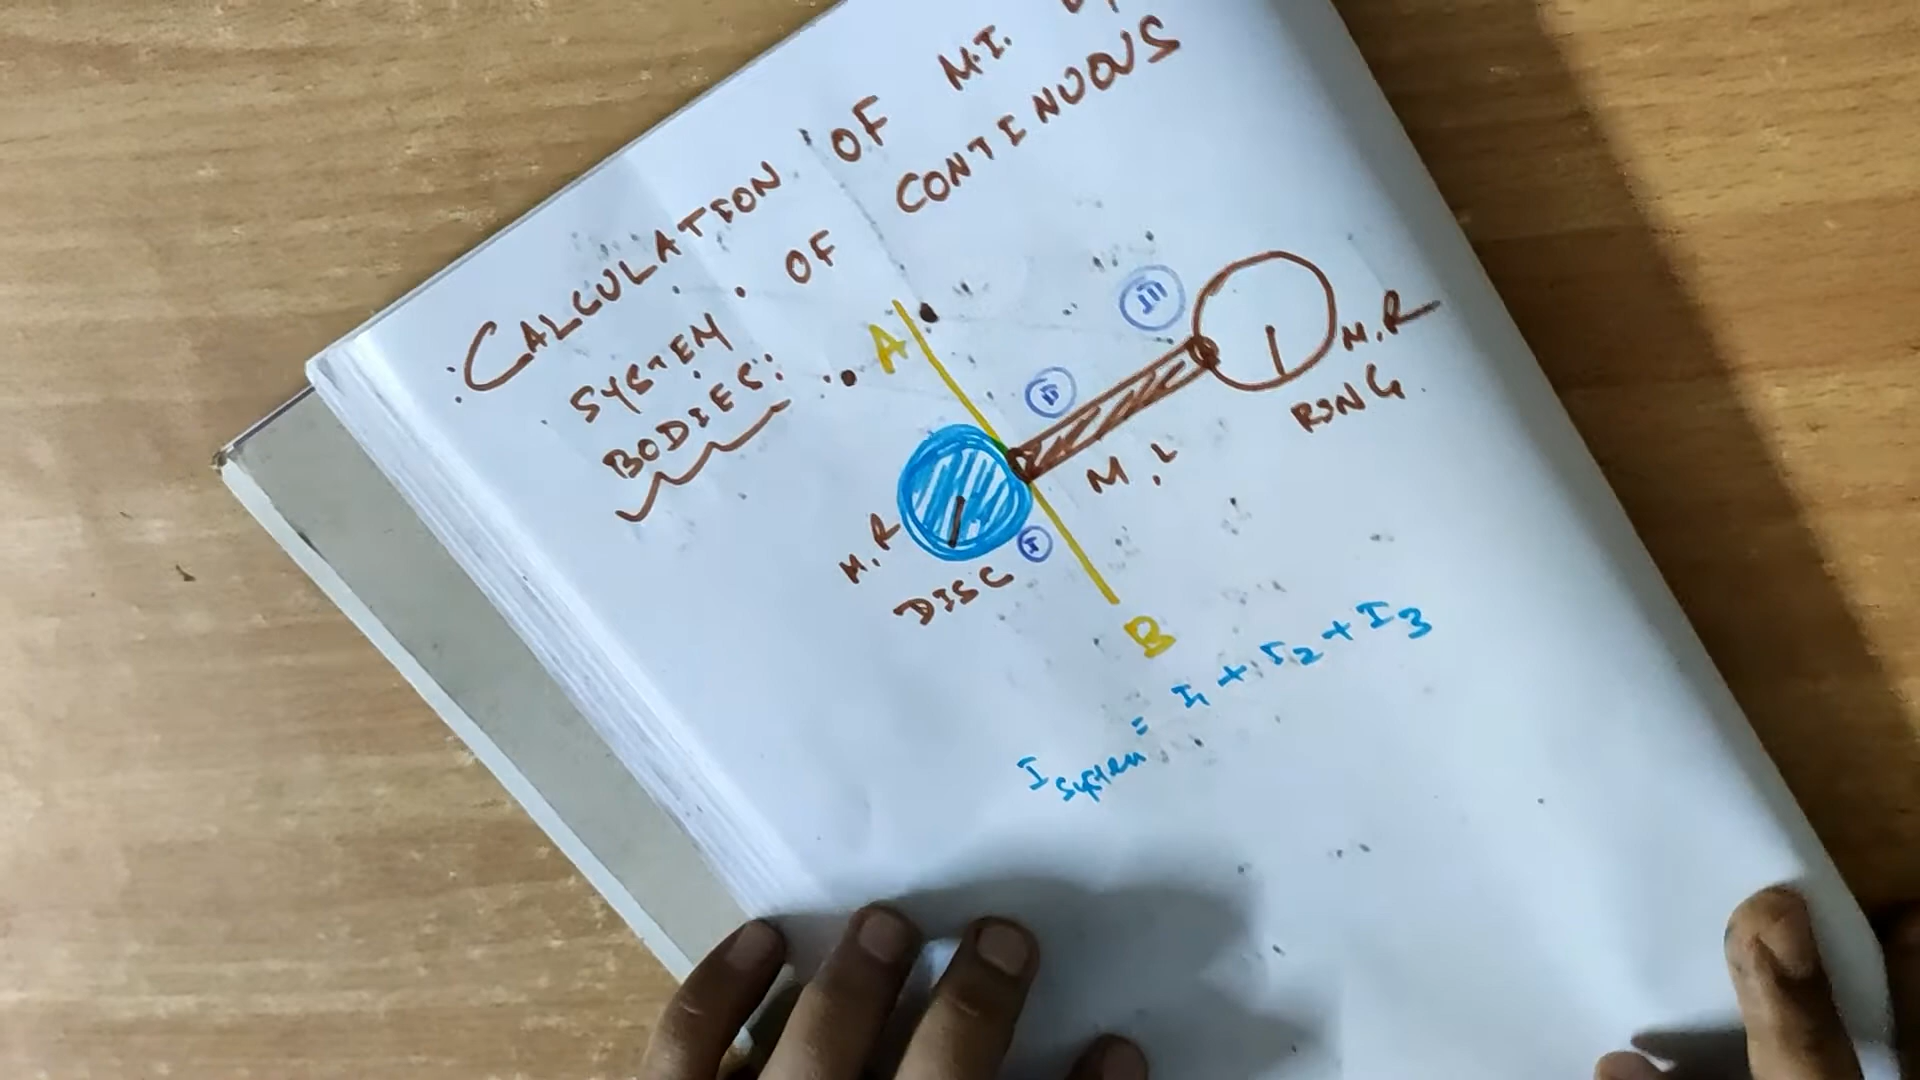 CALCULATION OF M.I.
SYSTEM OF CONTINUOUS
BODIES:
A
III
II
M, R
RING
M, L
M, R
DISC
I
B
I system = I1 + I2 + I3